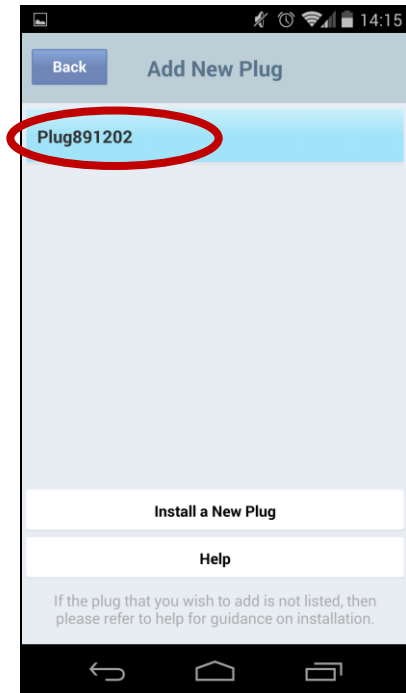 14:15
Back
Add New Plug
Plug891202
Install a New Plug
Help
If the plug that you wish to add is not listed, then
please refer to help for guidance on installation.